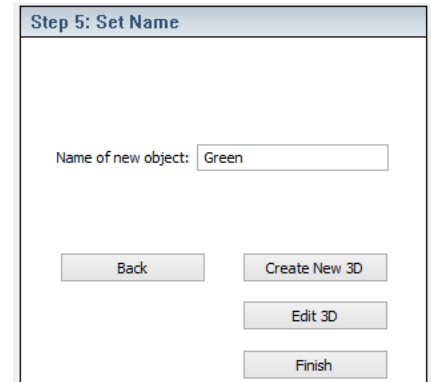 Step 5: Set Name
Name of new object: Green
Back Create New 3D
Edit 3D
Finish